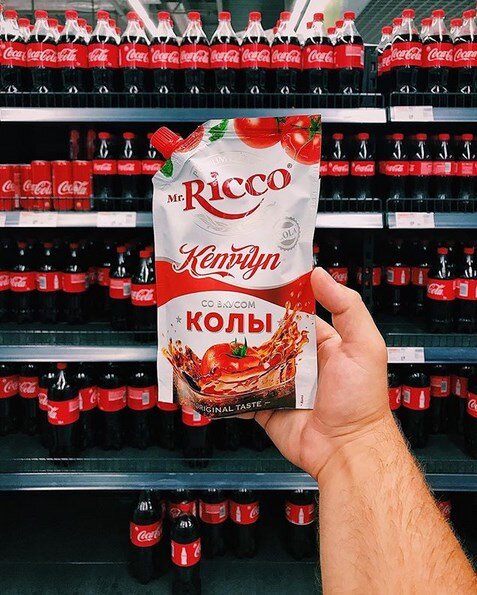 Coca-Cola
Mr. Ricco®
Кетчуп
СО ВКУСОМ
КОЛЫ
ORIGINAL TASTE